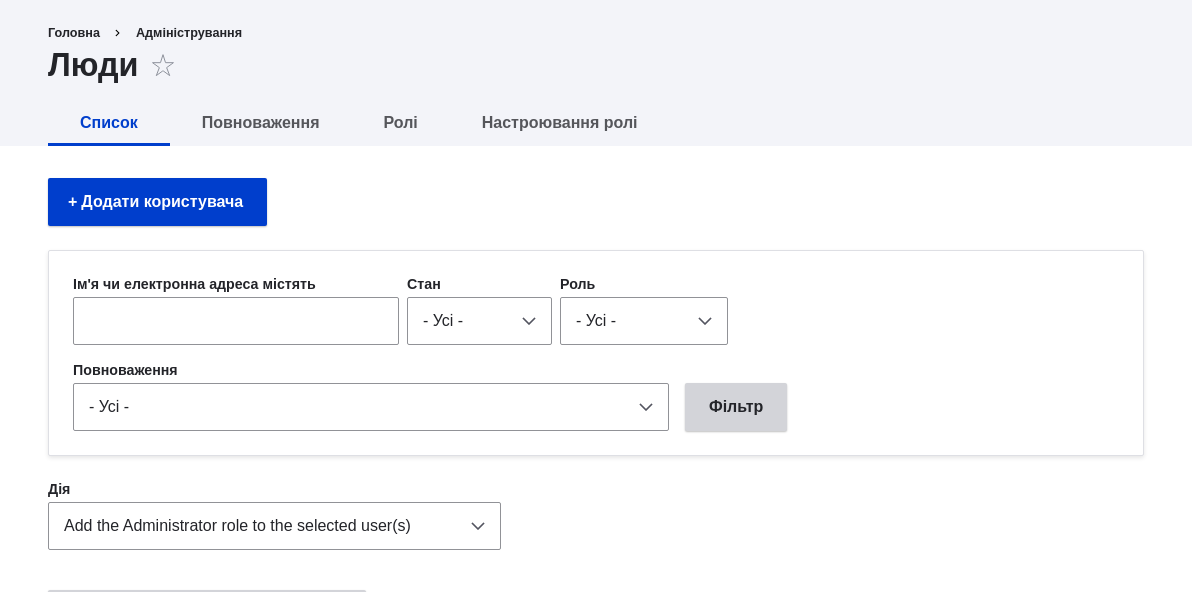 Головна › Адміністрування
Люди
Список Повноваження Ролі Настроювання ролі
+ Додати користувача
Ім'я чи електронна адреса містять Стан Роль
- Усі - - Усі -
Повноваження
- Усі - Фільтр
Дія
Add the Administrator role to the selected user(s)